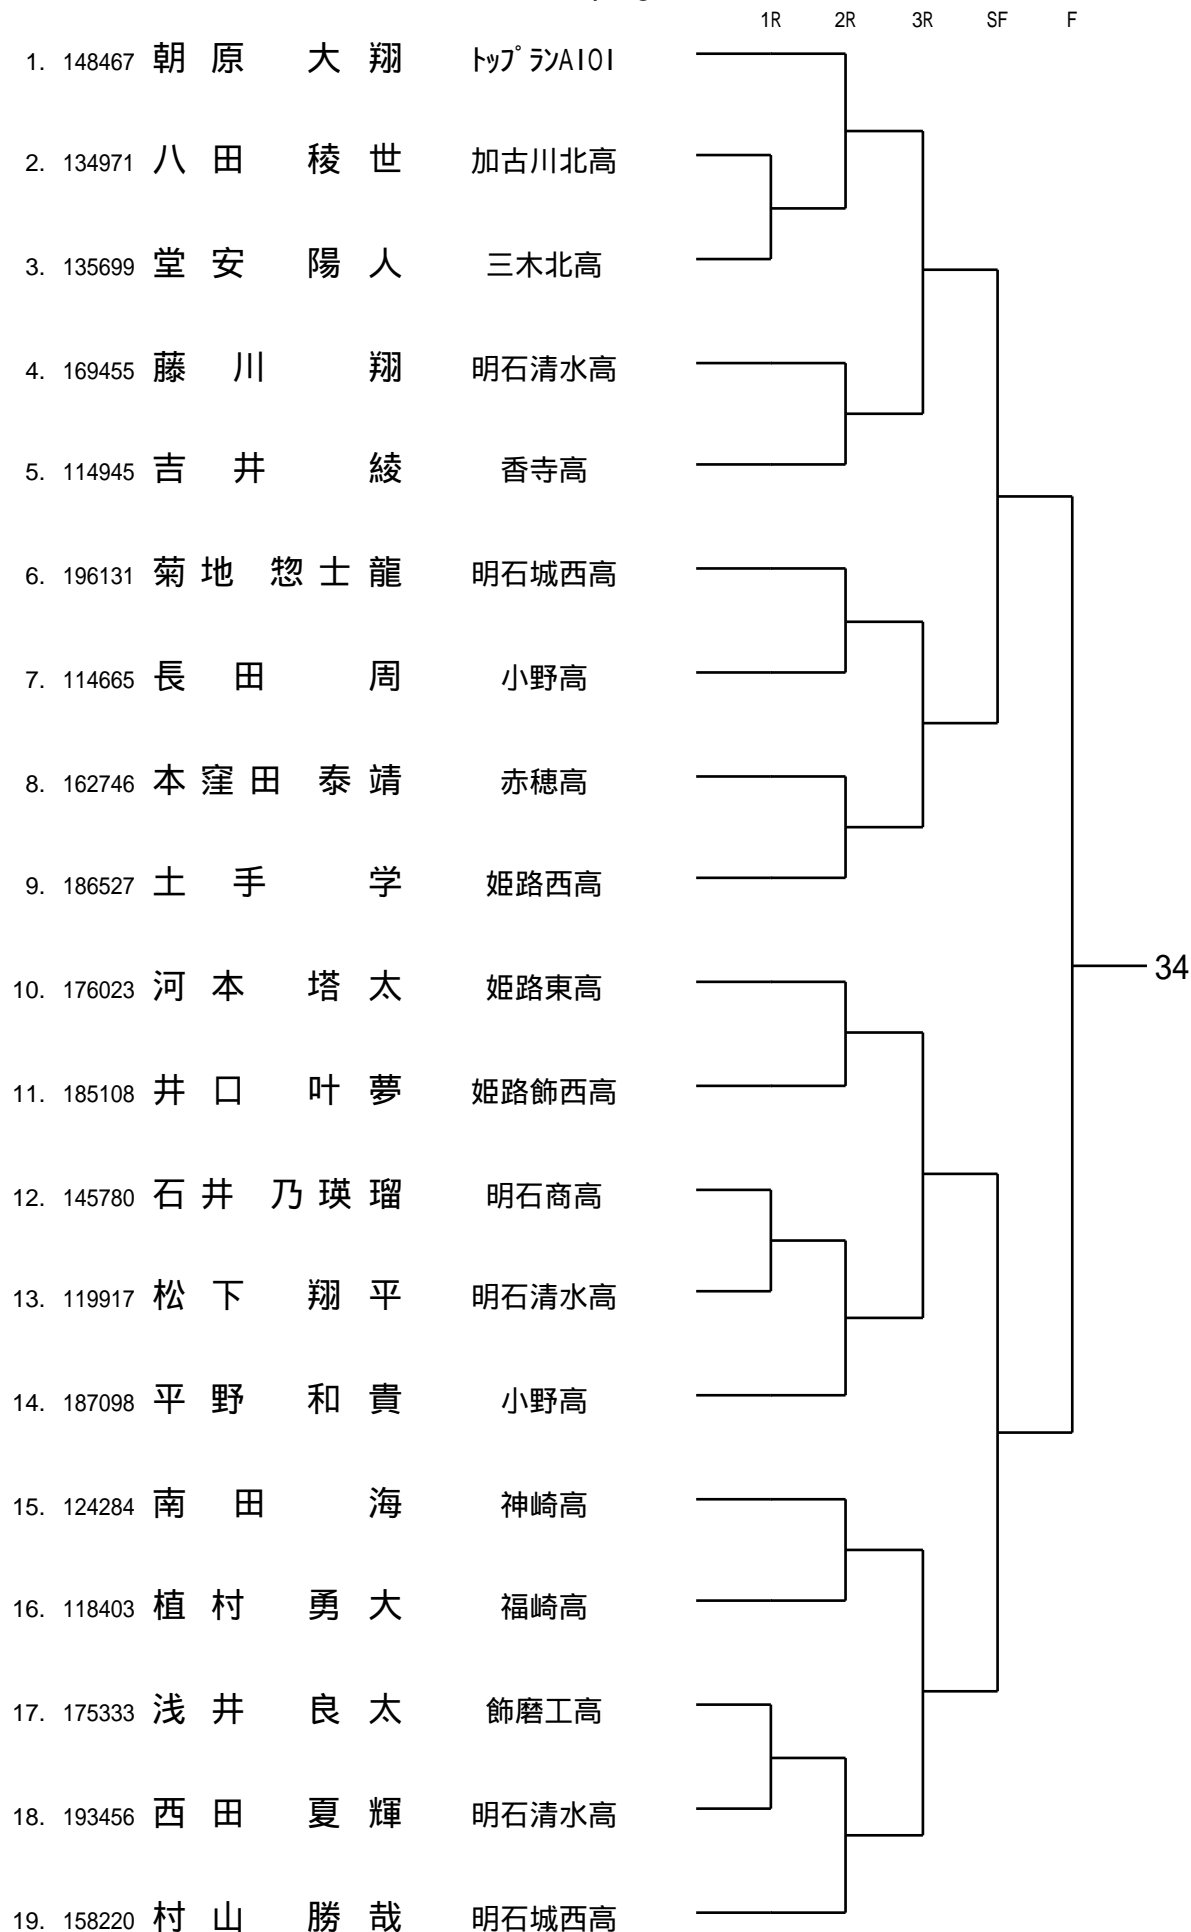 1R 2R 3R SF F
1. 148467 朝原 大翔 ﾄｯﾌﾟﾗﾝAIOI
2. 134971 八田 稜世 加古川北高
3. 135699 堂安 陽人 三木北高
4. 169455 藤川 翔 明石清水高
5. 114945 吉井 綾 香寺高
6. 196131 菊地 惣士龍 明石城西高
7. 114665 長田 周 小野高
8. 162746 本窪田 泰靖 赤穂高
9. 186527 土手 学 姫路西高
10. 176023 河本 塔太 姫路東高
34
11. 185108 井口 叶夢 姫路飾西高
12. 145780 石井 乃瑛瑠 明石商高
13. 119917 松下 翔平 明石清水高
14. 187098 平野 和貴 小野高
15. 124284 南田 海 神崎高
16. 118403 植村 勇大 福崎高
17. 175333 浅井 良太 飾磨工高
18. 193456 西田 夏輝 明石清水高
19. 158220 村山 勝哉 明石城西高